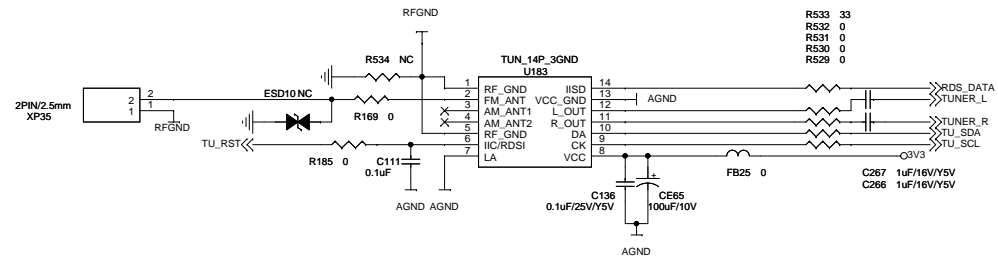 RFGND
R533 33
R532 0
R531 0
R530 0
R529 0
R534 NC
TUN_14P_3GND
U183
2PIN/2.5mm
XP35
2
1
2
1
RFGND
ESD10 NC
R169 0
TU_RST
R185 0
C111
0.1uF
AGND
AGND
1 RF_GND
2 FM_ANT
3 AM_ANT1
4 AM_ANT2
5 RF_GND
6 IIC/RDSI
7 LA
IISD 14
VCC_GND 13
L_OUT 12
R_OUT 11
DA 10
CK 9
VCC 8
AGND
RDS_DATA
TUNER_L
TUNER_R
TU_SDA
TU_SCL
3V3
FB25 0
C267 1uF/16V/Y5V
C266 1uF/16V/Y5V
C136
0.1uF/25V/Y5V
+
CE65
100uF/10V
AGND